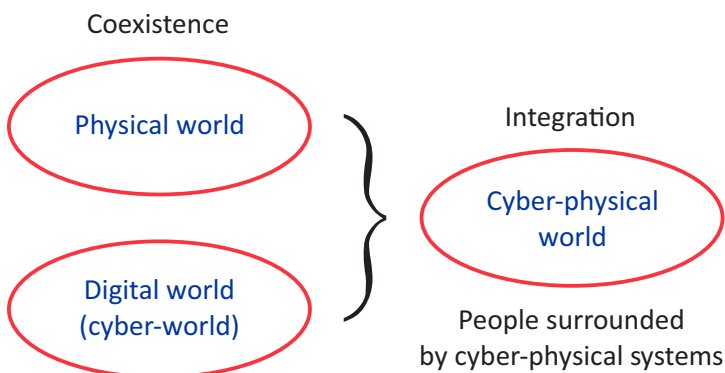 Coexistence
Physical world
Digital world
(cyber-world)
Integration
Cyber-physical
world
People surrounded
by cyber-physical systems